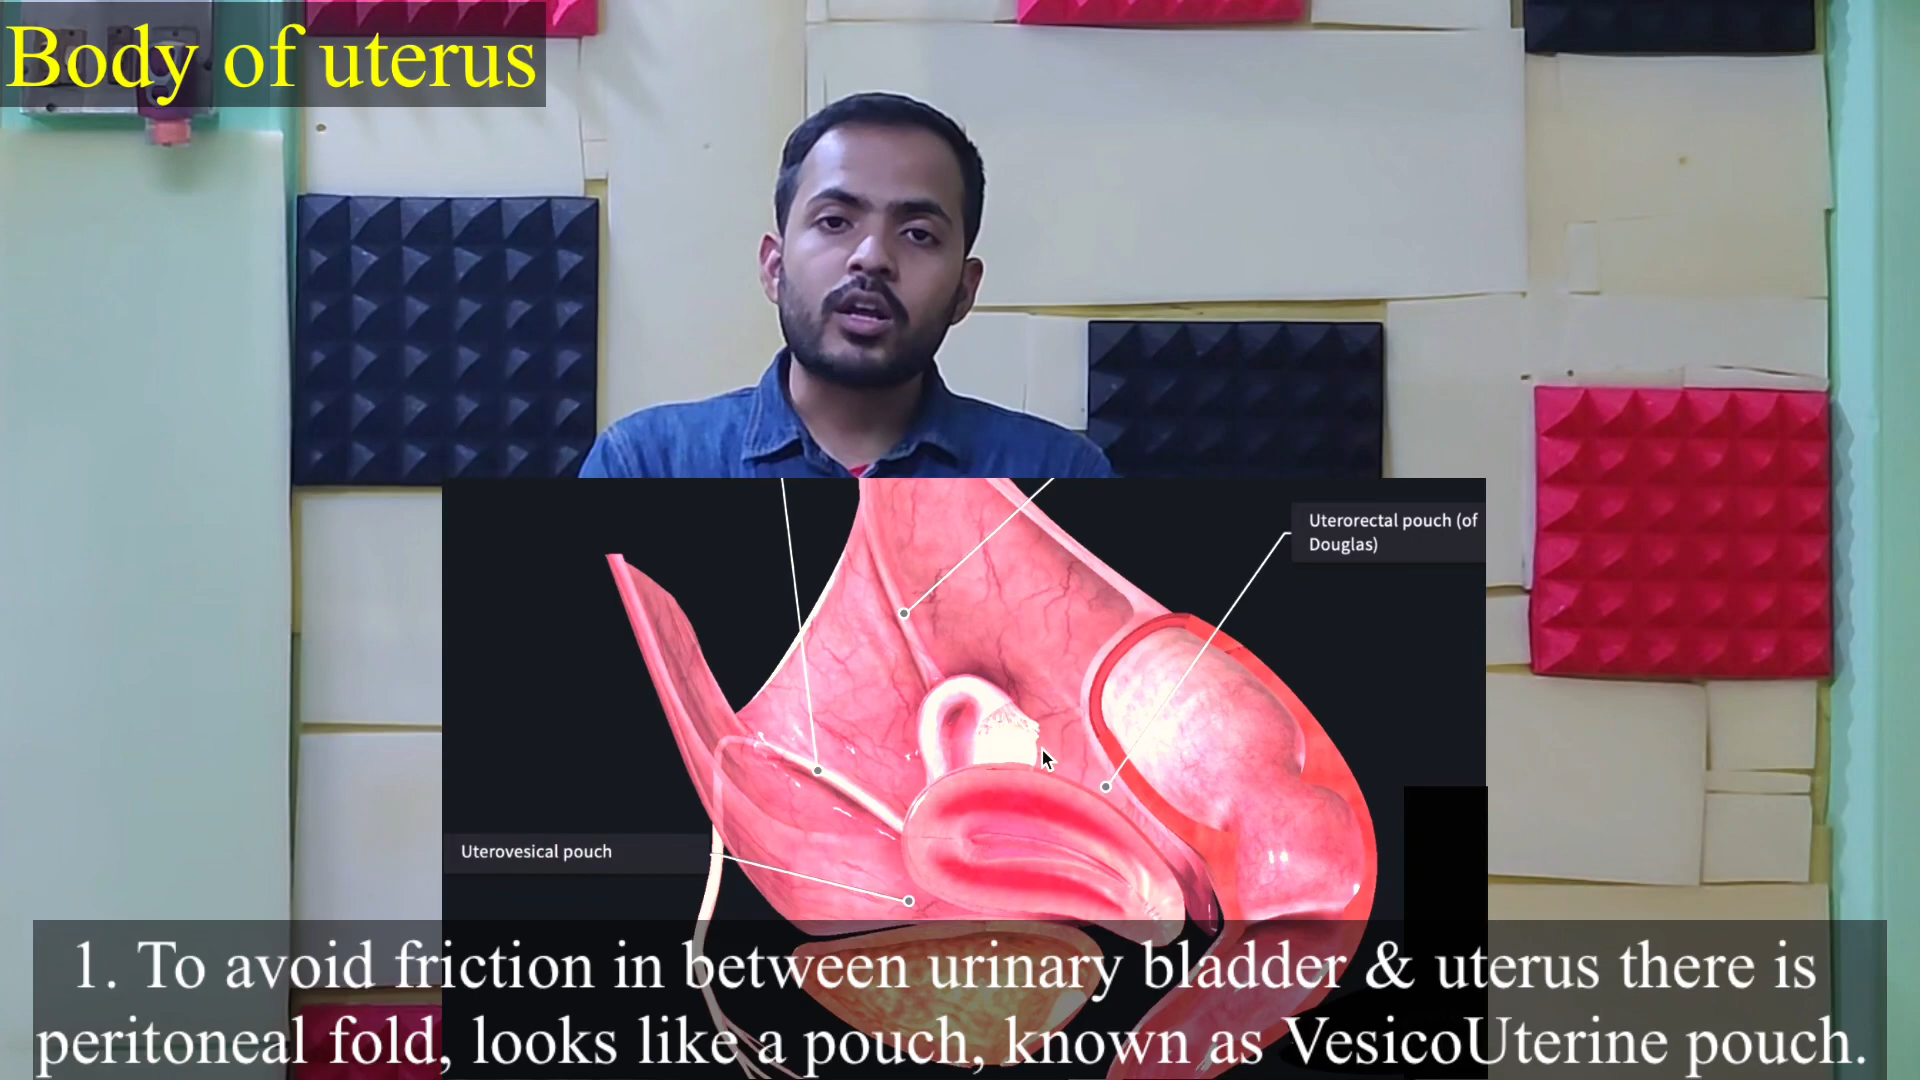 Body of uterus
Uterorectal pouch (of
Douglas)
Uterovesical pouch
1. To avoid friction in between urinary bladder & uterus there is
peritoneal fold, looks like a pouch, known as VesicoUterine pouch.